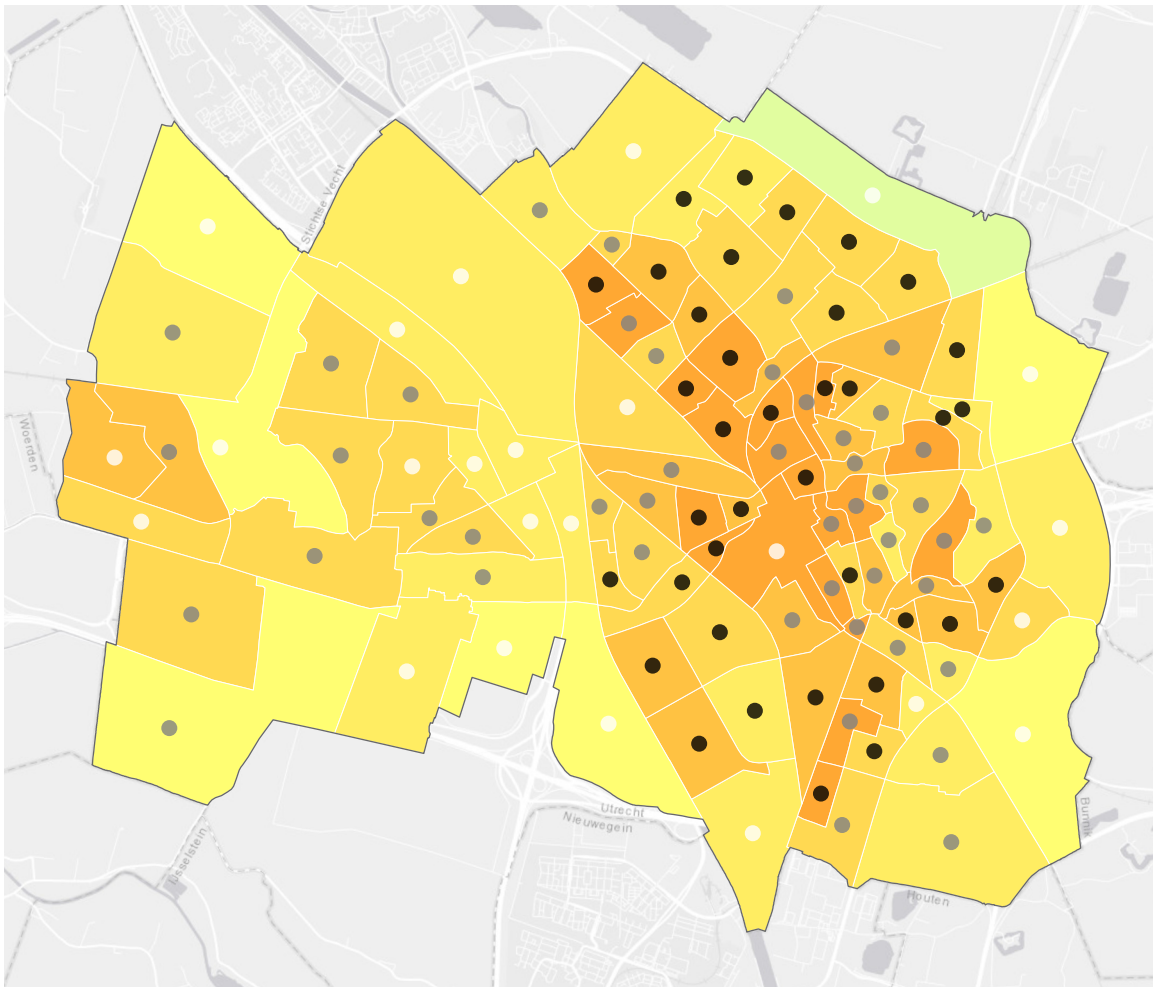 Stichtse Vecht
Woerden
Utrecht
Nieuwegein
IJsselstein
Bunnik
Houten